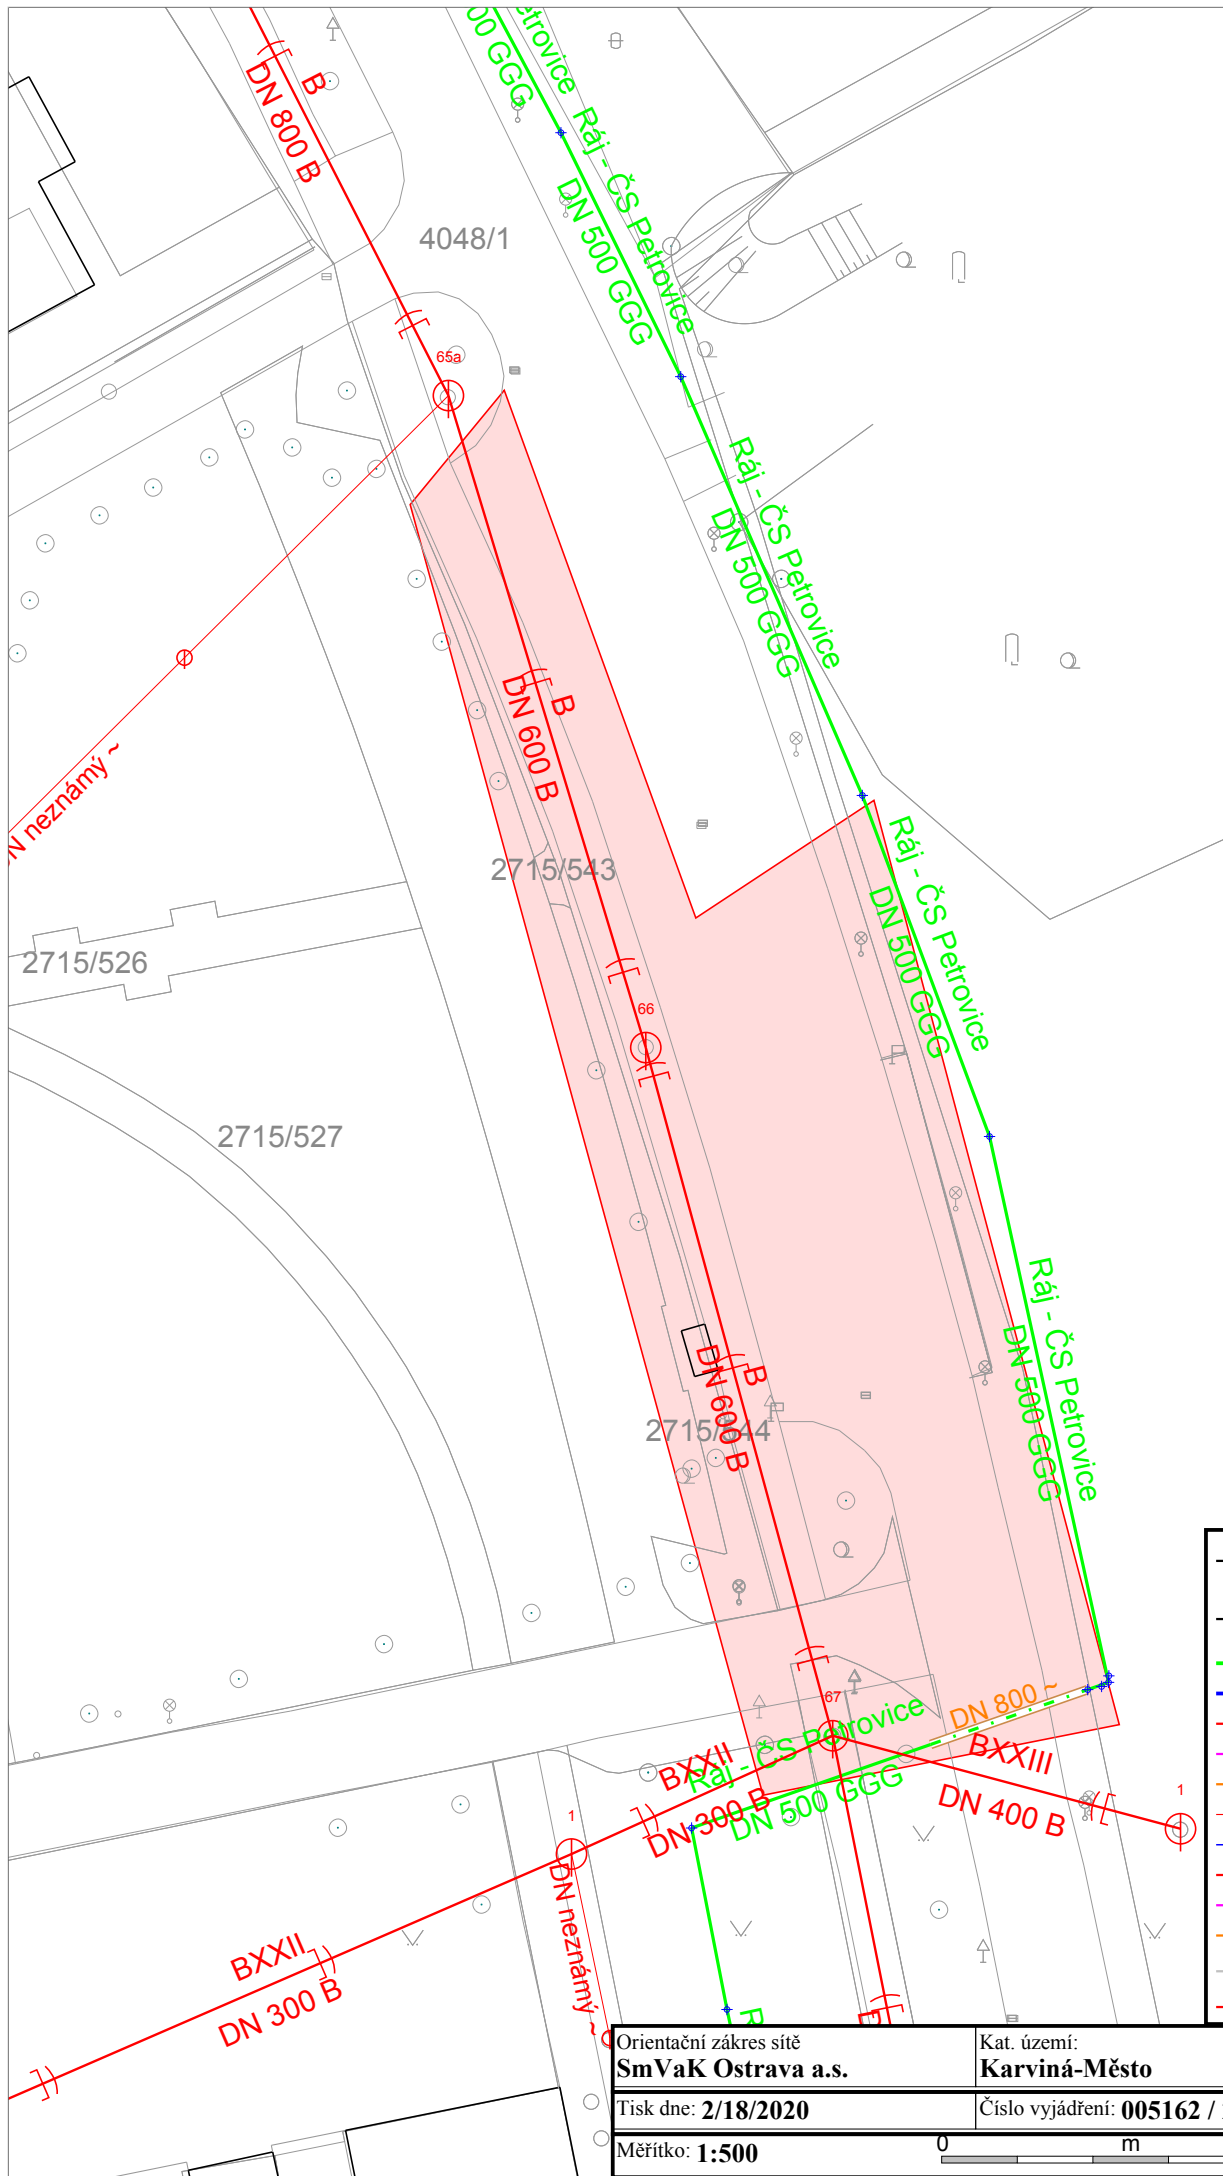 etrovice
00 GGG
B
DN 800 B
Ráj - ČS Petrovice
DN 500 GGG
4048/1
65a
Ráj - ČS Petrovice
DN 500 GGG
B
DN 600 B
DN neznámý ~
2715/543
Ráj - ČS Petrovice
DN 500 GGG
2715/526
66
2715/527
Ráj - ČS Petrovice
DN 500 GGG
B
DN 600 B
2715/544
67
DN 800 ~
Ráj - ČS Petrovice
DN 500 GGG
BXXII
DN 300 B
BXXIII
DN 400 B
1
1
DN neznámý ~
BXXII
DN 300 B
R
Orientační zákres sítě
SmVaK Ostrava a.s.
Kat. území:
Karviná-Město
Tisk dne: 2/18/2020
Číslo vyjádření: 005162 /
Měřítko: 1:500
0 m